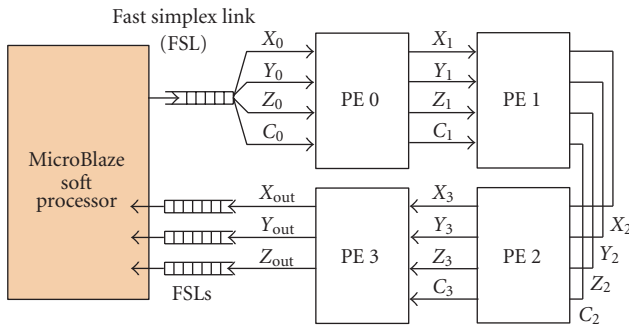 Fast simplex link
(FSL)
X0
Y0
Z0
C0
PE 0
X1
Y1
Z1
C1
PE 1
MicroBlaze
soft
processor
Xout
Yout
Zout
FSLs
PE 3
X3
Y3
Z3
C3
PE 2
X2
Y2
Z2
C2